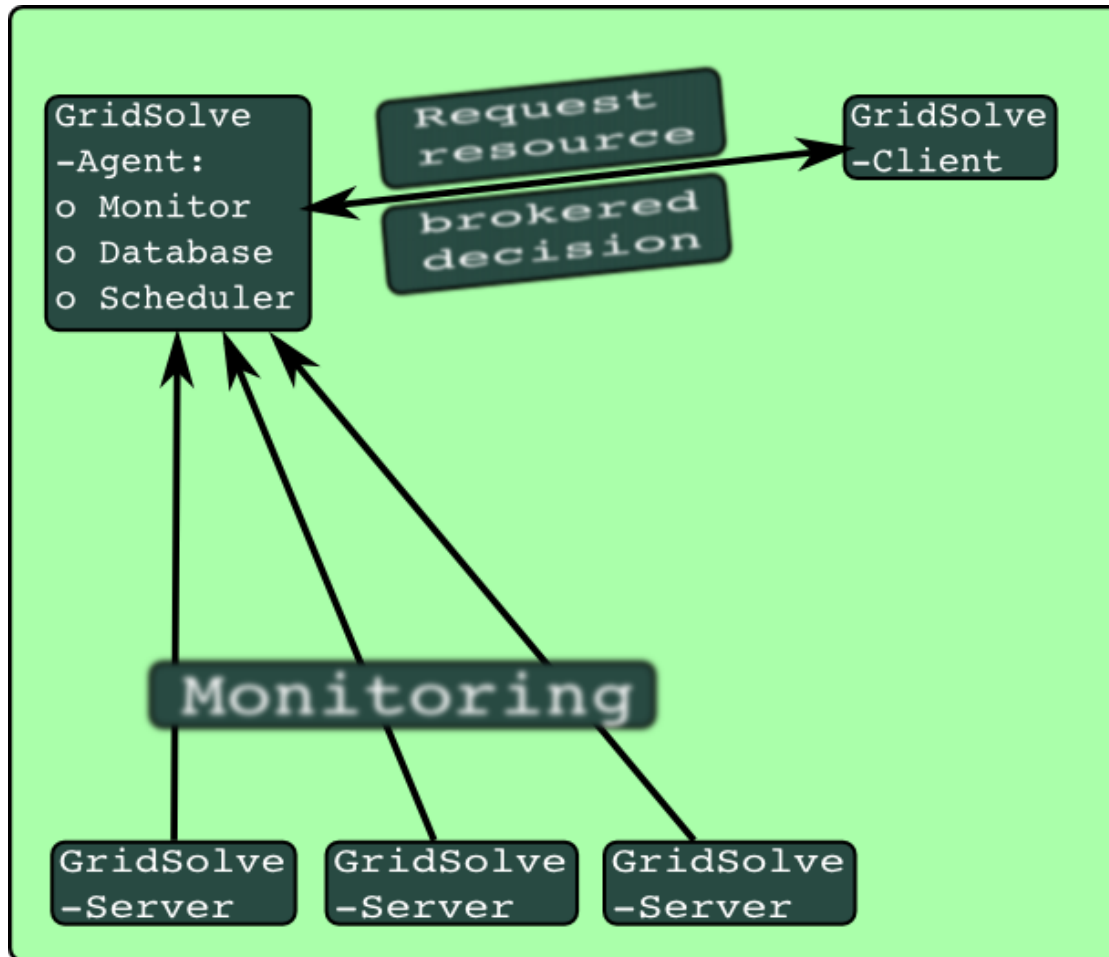 GridSolve
-Agent:
o Monitor
o Database
o Scheduler
Request
resource
brokered
decision
GridSolve
-Client
Monitoring
GridSolve
-Server
GridSolve
-Server
GridSolve
-Server